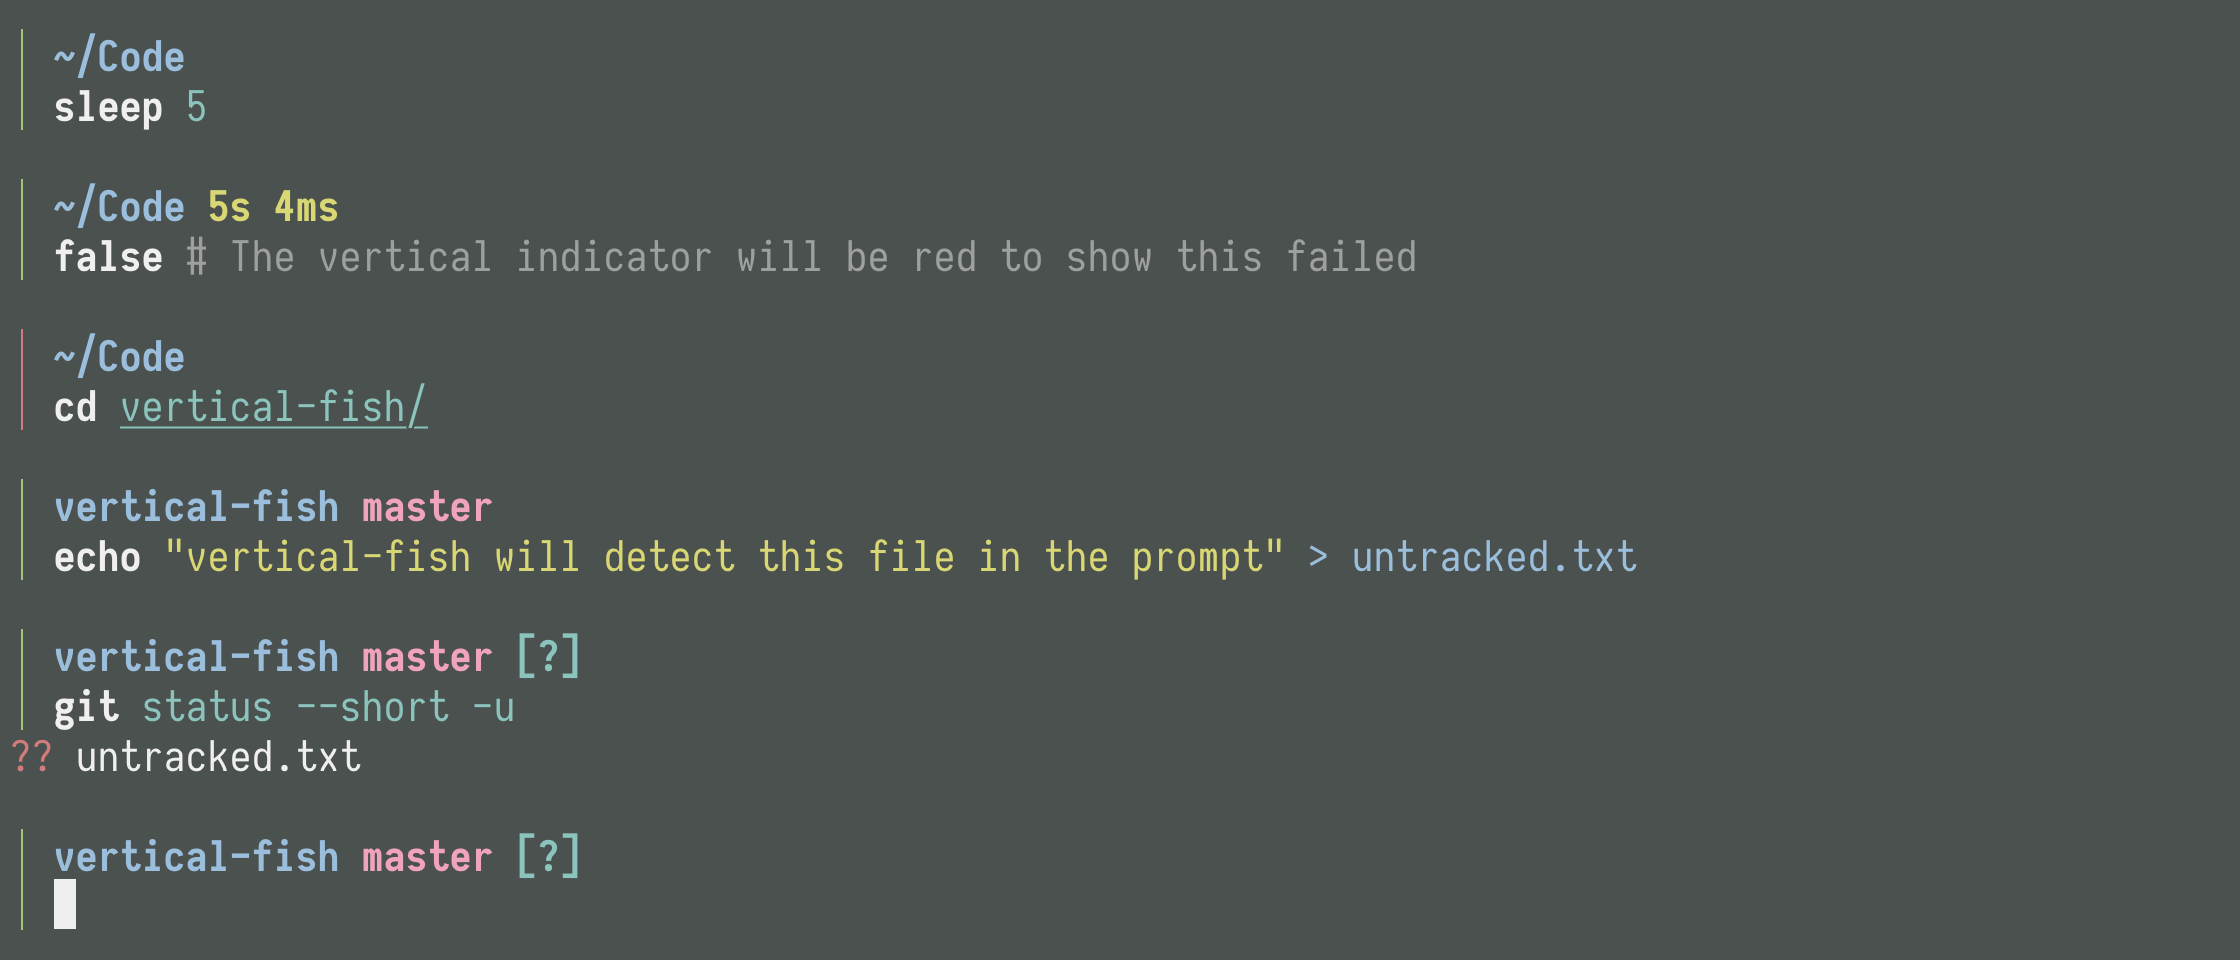 ~/Code
sleep 5
~/Code 5s 4ms
false # The vertical indicator will be red to show this failed
~/Code
cd vertical-fish/
vertical-fish master
echo "vertical-fish will detect this file in the prompt" > untracked.txt
vertical-fish master [?]
git status --short -u
?? untracked.txt
vertical-fish master [?]